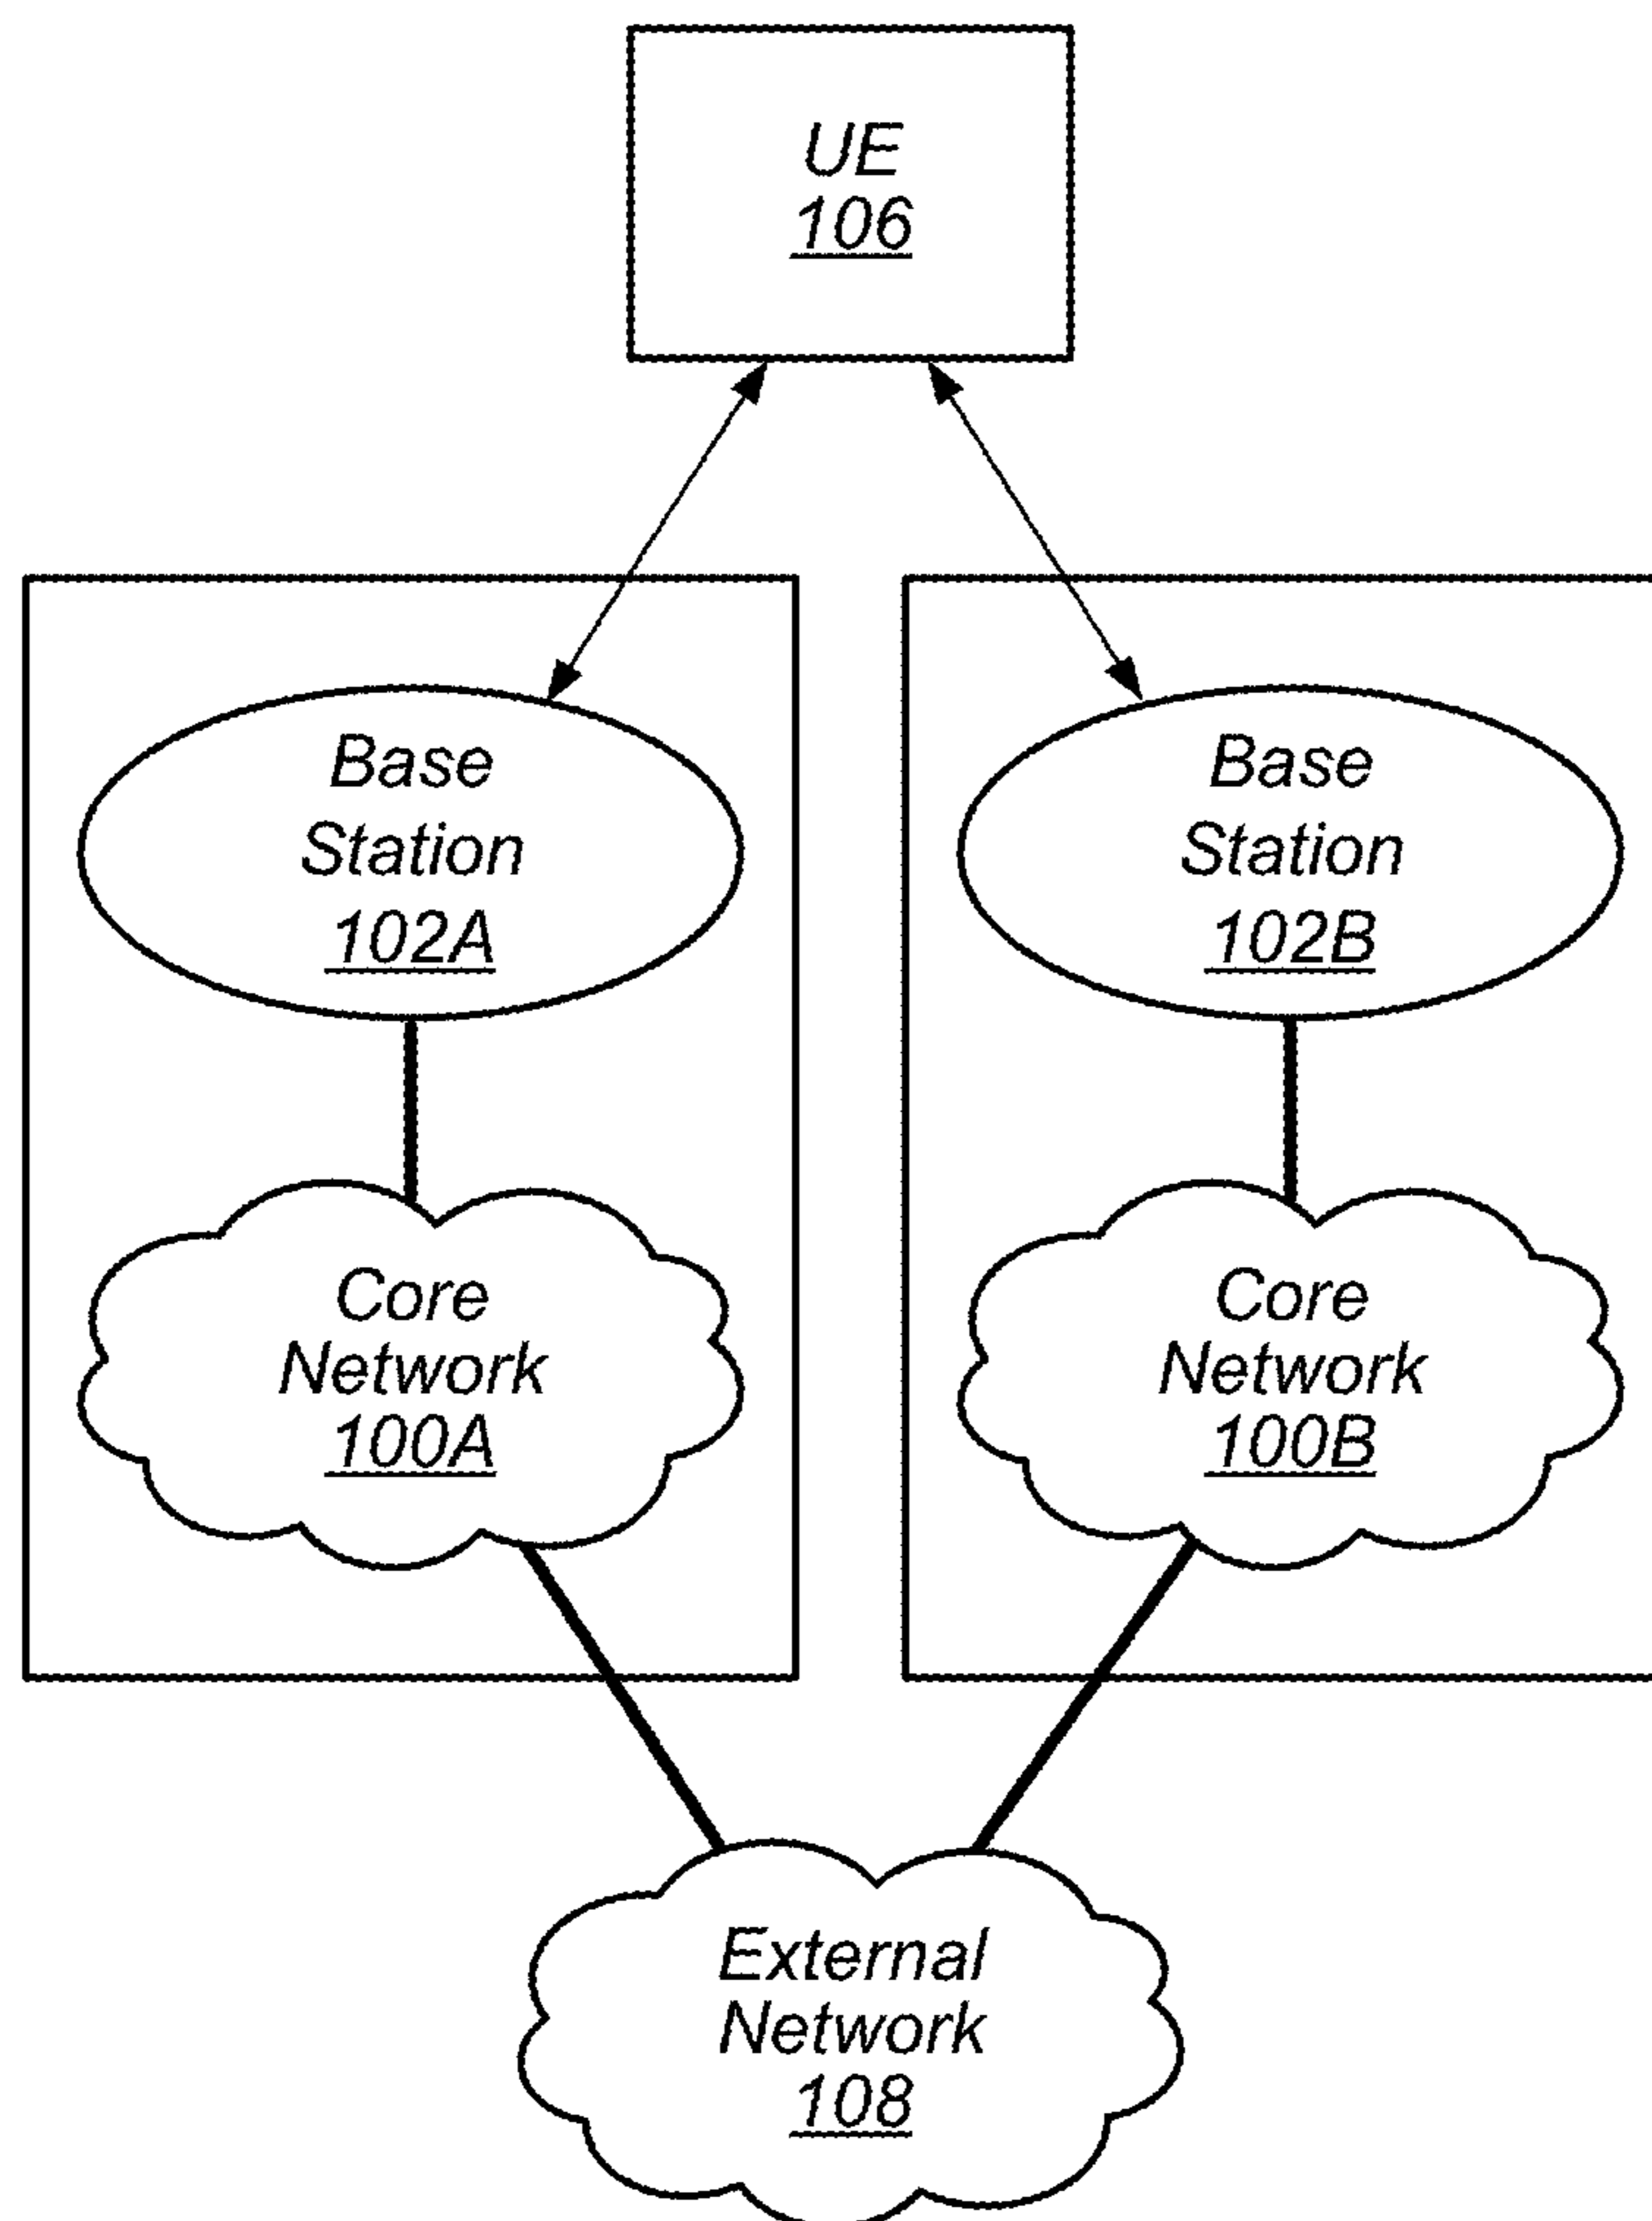 UE
106
Base
Station
102A
Base
Station
102B
Core
Network
100A
Core
Network
100B
External
Network
108